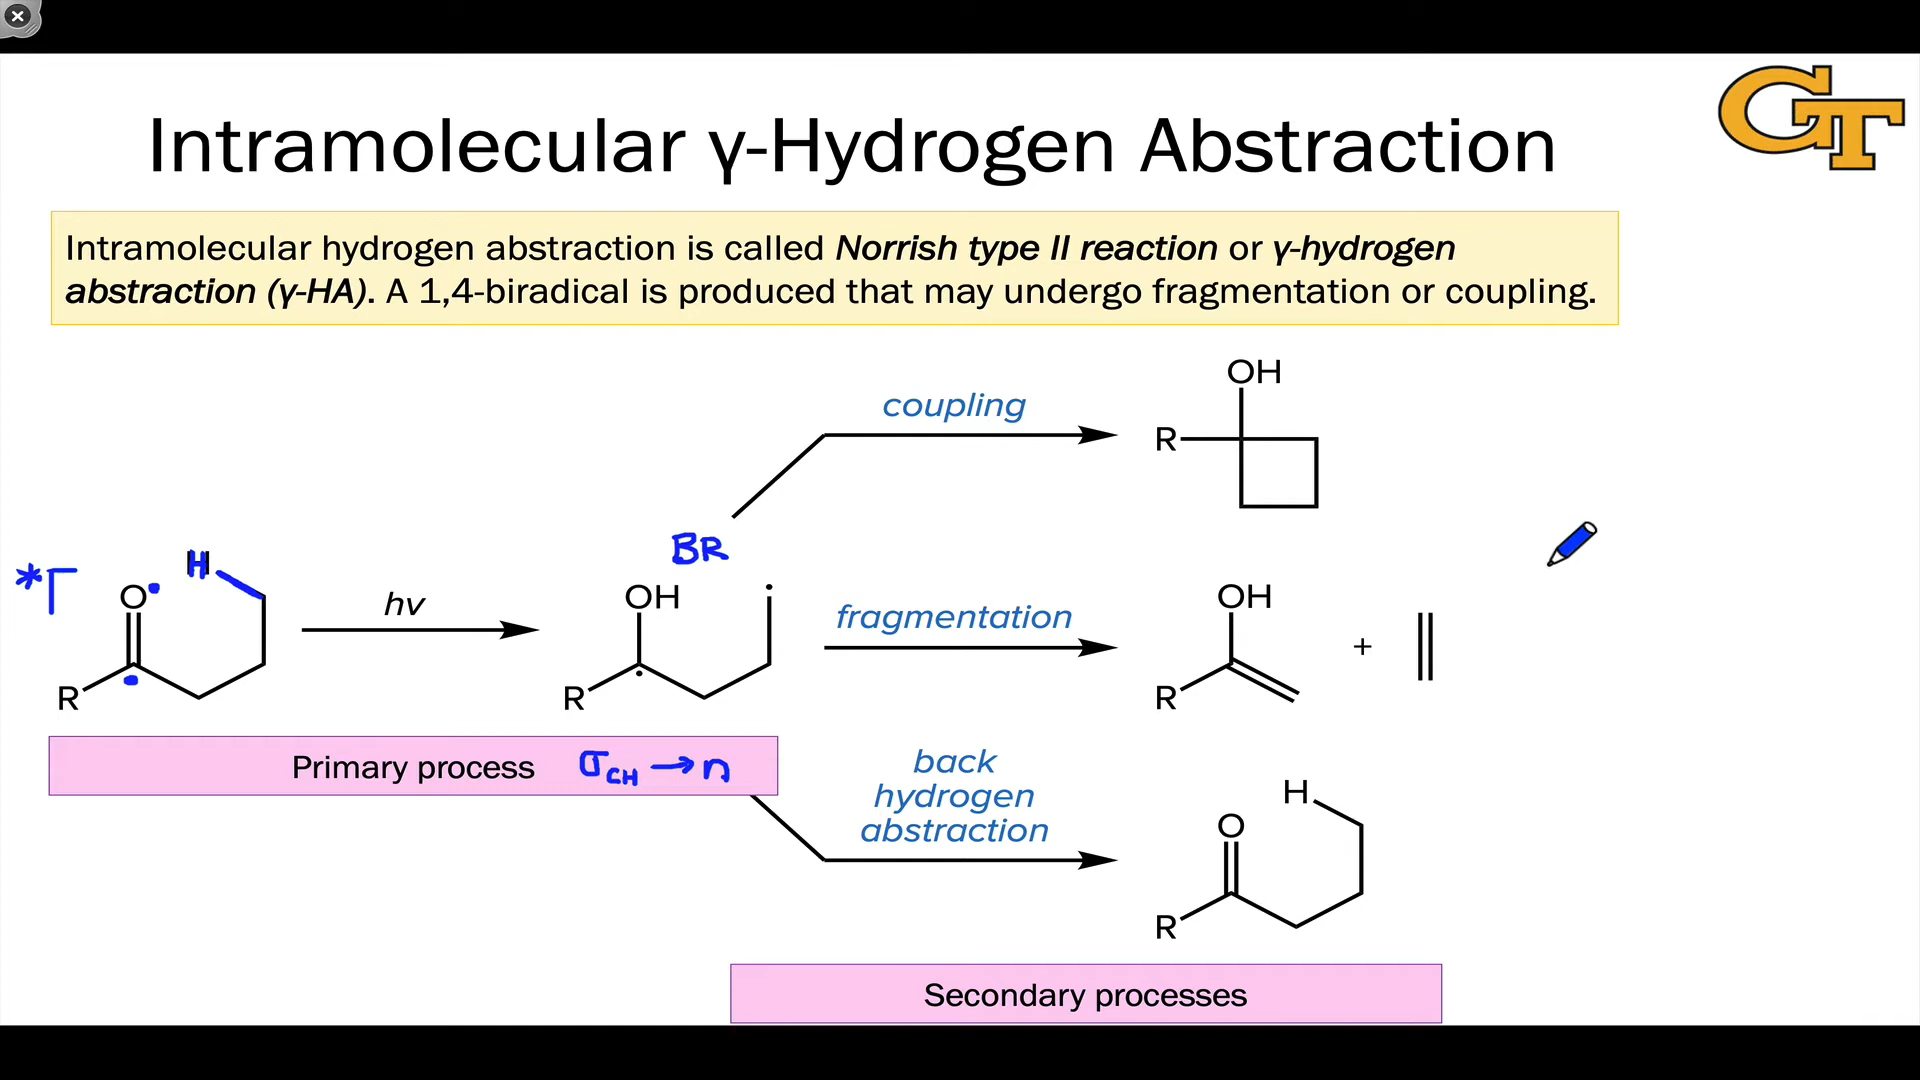 GT
Intramolecular γ-Hydrogen Abstraction
Intramolecular hydrogen abstraction is called Norrish type II reaction or γ-hydrogen
abstraction (γ-HA). A 1,4-biradical is produced that may undergo fragmentation or coupling.
OH
coupling
R
BR
*Γ
H
O
hν
OH
fragmentation
OH
+
R
R
R
Primary process
σCH → n
back
hydrogen
abstraction
H
O
R
Secondary processes